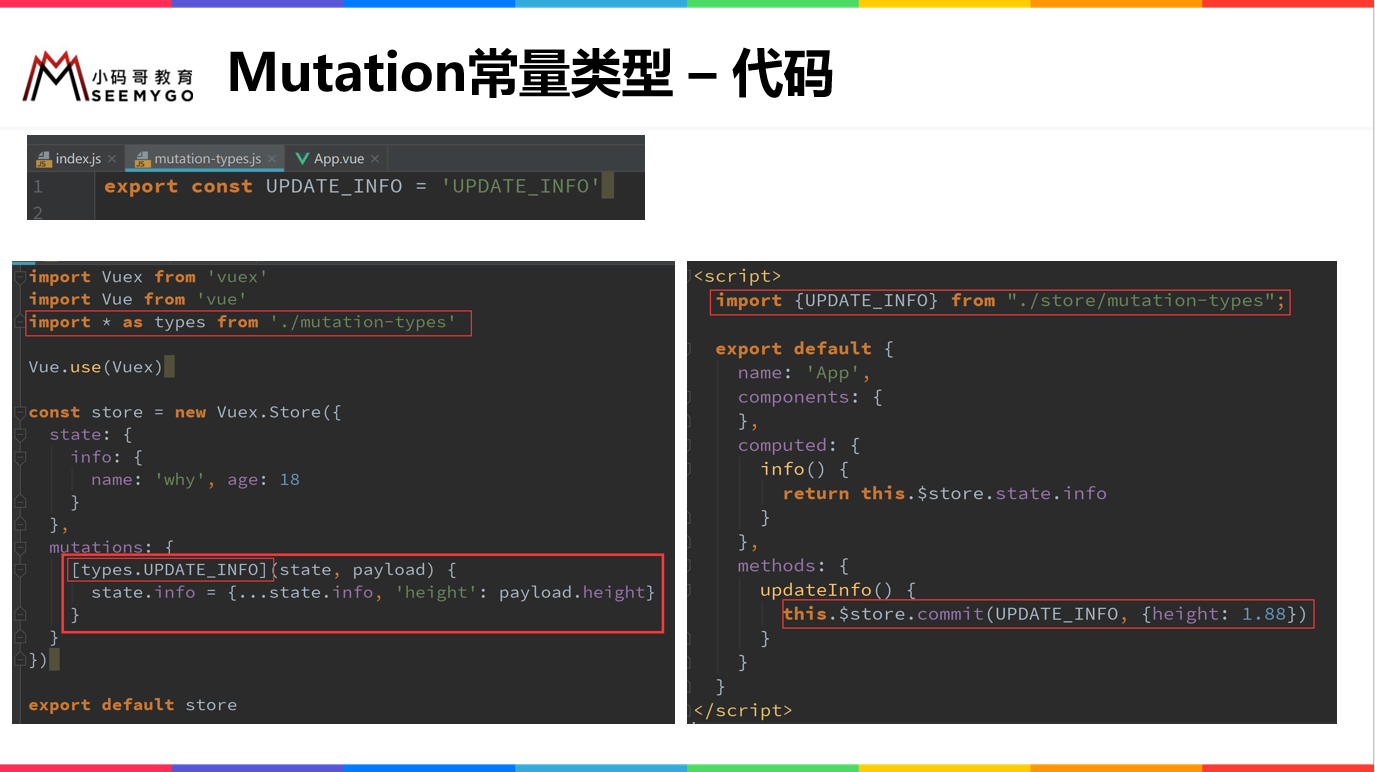 小码哥教育
SEEMYGO
Mutation常量类型 – 代码
index.js × mutation-types.js × App.vue ×
1 export const UPDATE_INFO = 'UPDATE_INFO'
2
import Vuex from 'vuex'
import Vue from 'vue'
import * as types from './mutation-types'
Vue.use(Vuex)
const store = new Vuex.Store({
state: {
info: {
name: 'why', age: 18
}
},
mutations: {
[types.UPDATE_INFO](state, payload) {
state.info = {...state.info, 'height': payload.height}
}
}
})
export default store
<script>
import {UPDATE_INFO} from "./store/mutation-types";
export default {
name: 'App',
components: {
},
computed: {
info() {
return this.$store.state.info
}
},
methods: {
updateInfo() {
this.$store.commit(UPDATE_INFO, {height: 1.88})
}
}
}
</script>